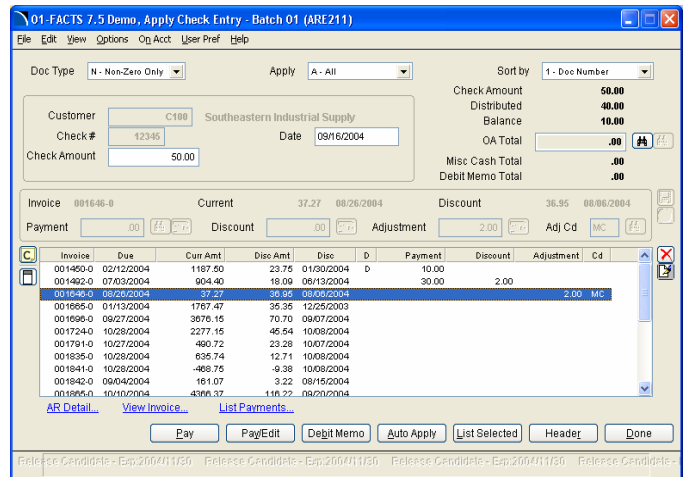 01-FACTS 7.5 Demo, Apply Check Entry - Batch 01 (ARE211)
File Edit View Options On Acct User Pref Help
Doc Type N - Non-Zero Only Apply A - All Sort by 1 - Doc Number
Check Amount 50.00
Distributed 40.00
Balance 10.00
OA Total .00
Misc Cash Total .00
Debit Memo Total .00
Customer C100 Southeastern Industrial Supply
Check # 12345 Date 09/16/2004
Check Amount 50.00
Invoice 001646-0 Current 37.27 08/26/2004 Discount 36.95 08/06/2004
Payment .00 Discount .00 Adjustment 2.00 Adj Cd MC
Invoice Due Curr Amt Disc Amt Disc D Payment Discount Adjustment Cd
001450-0 02/12/2004 1187.50 23.75 01/30/2004 D 10.00
001492-0 07/03/2004 904.40 18.09 06/13/2004 30.00 2.00
001646-0 08/26/2004 37.27 36.95 08/06/2004 2.00 MC
001665-0 01/13/2004 1767.47 35.35 12/25/2003
001696-0 09/27/2004 3676.15 70.70 09/07/2004
001724-0 10/28/2004 2277.15 45.54 10/08/2004
001791-0 10/27/2004 490.72 23.28 10/07/2004
001835-0 10/28/2004 635.74 12.71 10/08/2004
001841-0 10/28/2004 -468.75 -9.38 10/08/2004
001842-0 09/04/2004 161.07 3.22 08/15/2004
001865-0 10/10/2004 4366.37 116.22 09/20/2004
AR Detail... View Invoice... List Payments...
Pay Pay/Edit Debit Memo Auto Apply List Selected Header Done
Release Candidate - Exp:2004/11/30 Release Candidate - Exp:2004/11/30 Release Candidate - Exp:2004/11/30 Release Candidate -